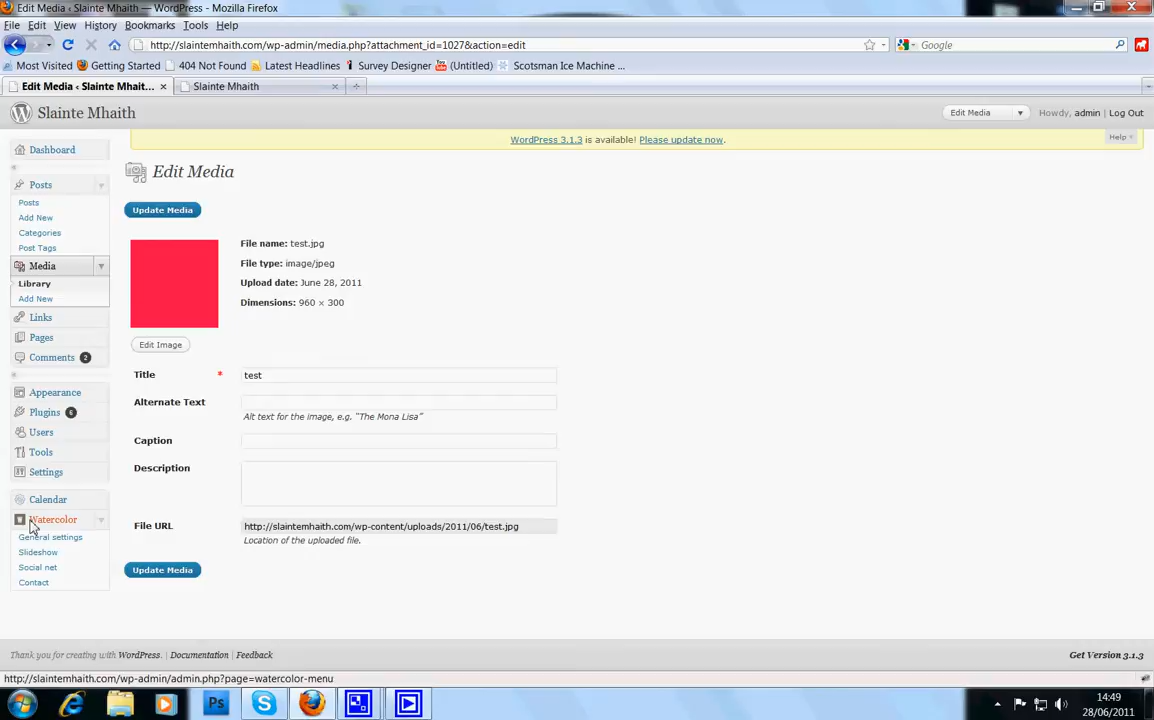 Edit Media ‹ Slainte Mhaith — WordPress - Mozilla Firefox
File Edit View History Bookmarks Tools Help
http://slaintemhaith.com/wp-admin/media.php?attachment_id=1027&action=edit
Google
Most Visited Getting Started 404 Not Found Latest Headlines Survey Designer (Untitled) Scotsman Ice Machine ...
Edit Media ‹ Slainte Mhait... Slainte Mhaith
Slainte Mhaith Edit Media Howdy, admin | Log Out
WordPress 3.1.3 is available! Please update now. Help
Dashboard
Posts
Posts
Add New
Categories
Post Tags
Media
Library
Add New
Links
Pages
Comments 2
Appearance
Plugins 6
Users
Tools
Settings
Calendar
Watercolor
General settings
Slideshow
Social net
Contact
Edit Media
Update Media
File name: test.jpg
File type: image/jpeg
Upload date: June 28, 2011
Dimensions: 960 × 300
Edit Image
Title * test
Alternate Text
Alt text for the image, e.g. “The Mona Lisa”
Caption
Description
File URL http://slaintemhaith.com/wp-content/uploads/2011/06/test.jpg
Location of the uploaded file.
Update Media
Thank you for creating with WordPress. | Documentation | Feedback Get Version 3.1.3
http://slaintemhaith.com/wp-admin/admin.php?page=watercolor-menu
Ps
14:49
28/06/2011